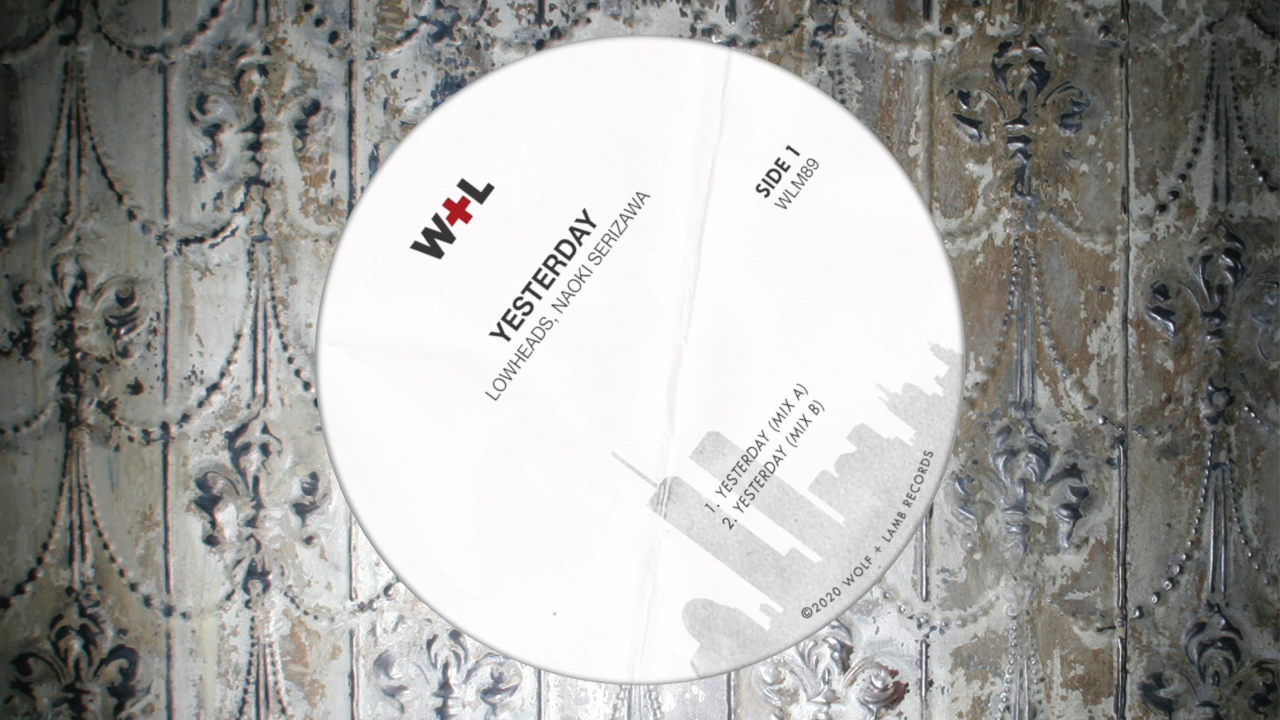 W+L
YESTERDAY
LOWHEADS, NAOKI SERIZAWA
SIDE 1
WLM89
1. YESTERDAY (MIX A)
2. YESTERDAY (MIX B)
©2020 WOLF + LAMB RECORDS